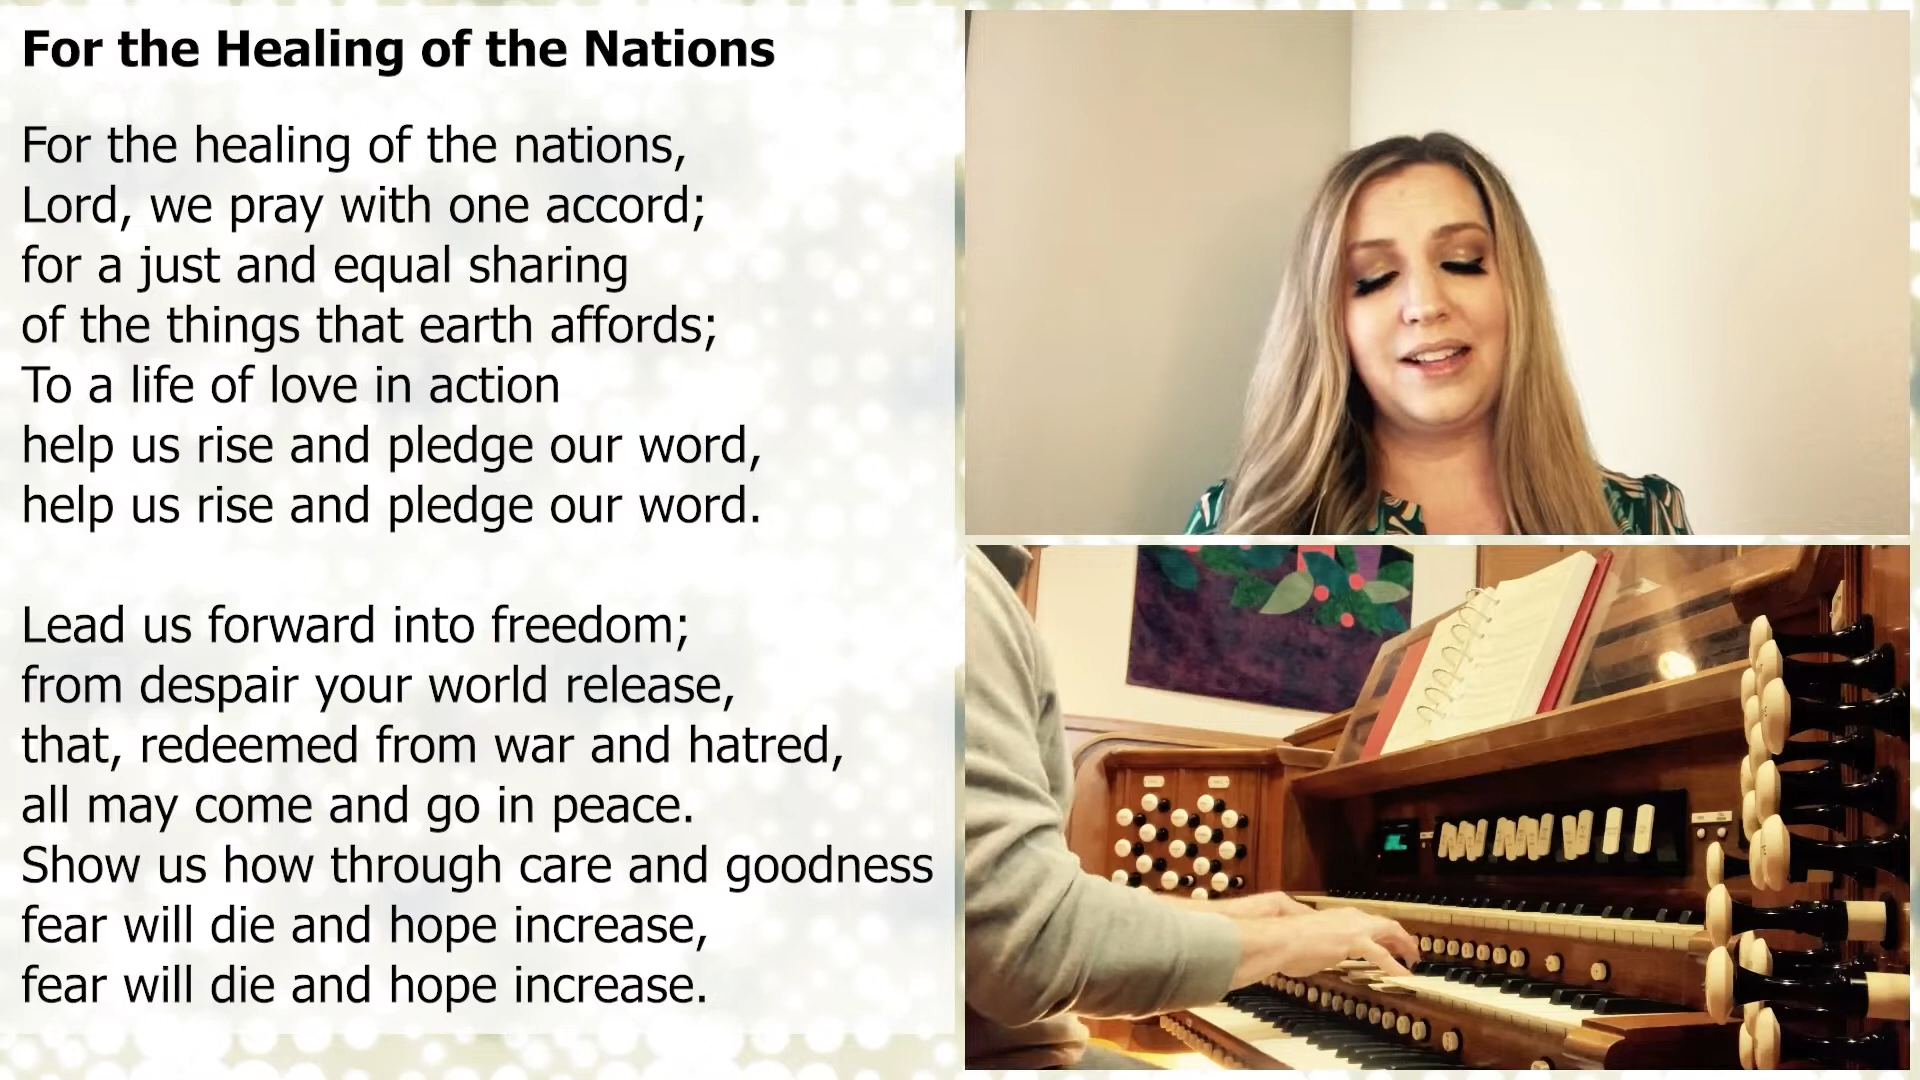 For the Healing of the Nations
For the healing of the nations,
Lord, we pray with one accord;
for a just and equal sharing
of the things that earth affords;
To a life of love in action
help us rise and pledge our word,
help us rise and pledge our word.
Lead us forward into freedom;
from despair your world release,
that, redeemed from war and hatred,
all may come and go in peace.
Show us how through care and goodness
fear will die and hope increase,
fear will die and hope increase.